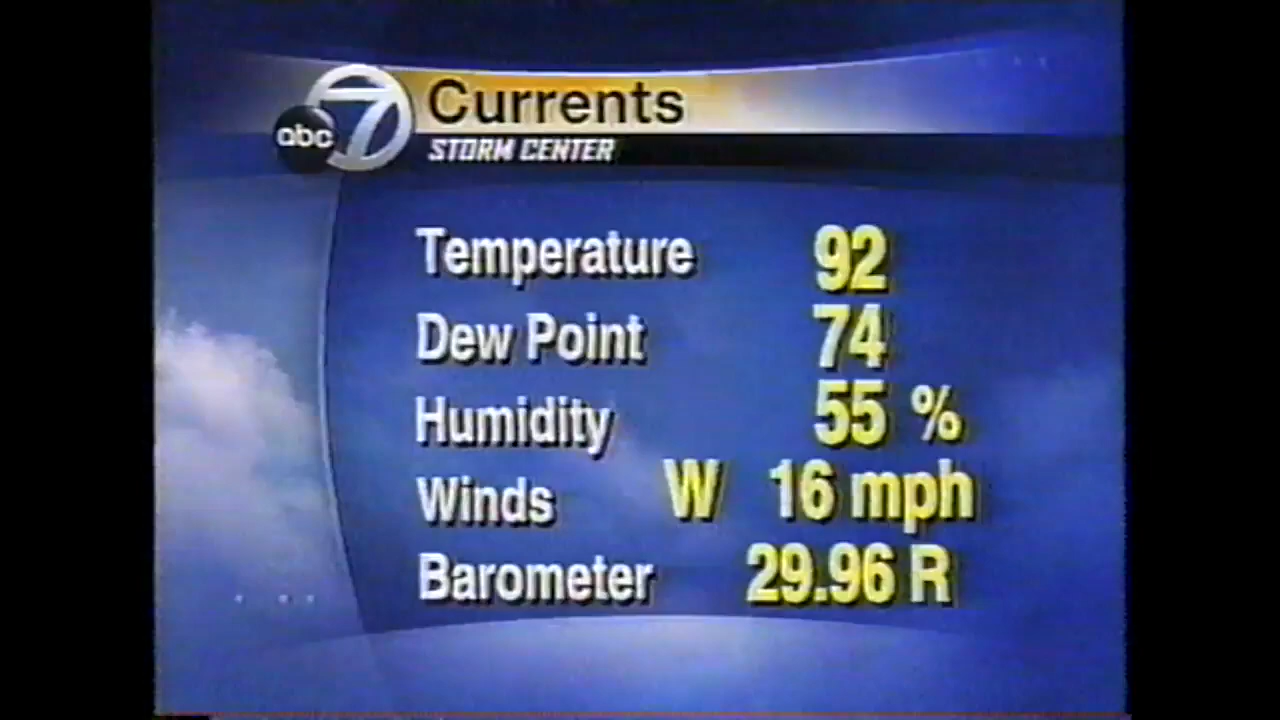 abc 7 Currents
STORM CENTER
Temperature 92
Dew Point 74
Humidity 55 %
Winds W 16 mph
Barometer 29.96 R